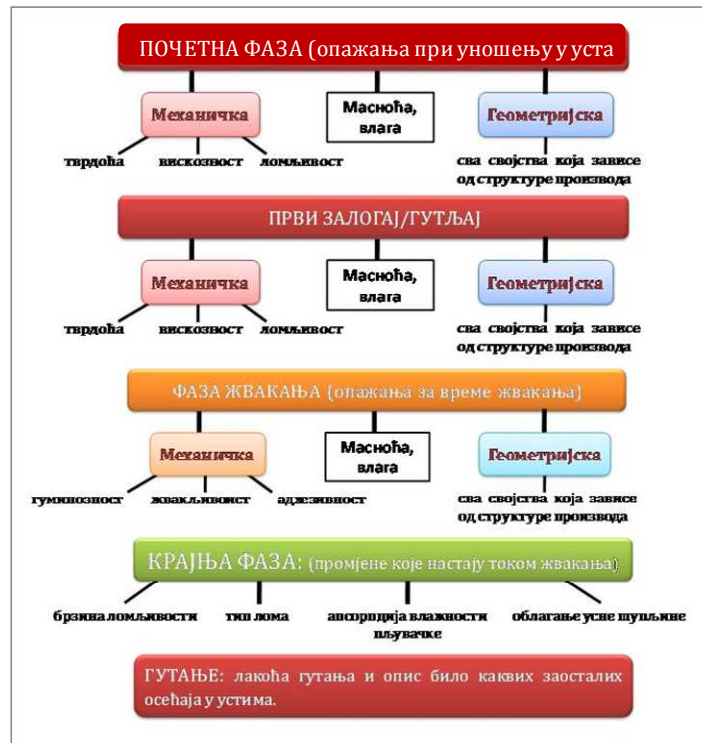 ПОЧЕТНА ФАЗА (опажања при уношењу у уста
Механичка
Масноћа,
влага
Геометријска
тврдоћа вискозност ломљивост
сва својства која зависе
од структуре производа
ПРВИ ЗАЛОГАЈ/ГУТЉАЈ
Механичка
Масноћа,
влага
Геометријска
тврдоћа вискозност ломљивост
сва својства која зависе
од структуре производа
ФАЗА ЖВАКАЊА (опажања за време жвакања)
Механичка
Масноћа,
влага
Геометријска
гуминозност жвакљивоист адхезивност
сва својства која зависе
од структуре производа
КРАЈЊА ФАЗА: (промјене које настају током жвакања)
брзина ломљивости тип лома апсорпција влажности
пљувачке
облагање усне шупљине
ГУТАЊЕ: лакоћа гутања и опис било каквих заосталих
осећаја у устима.